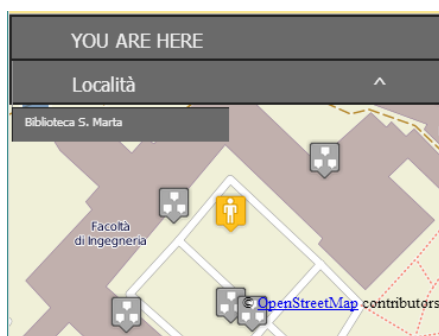 YOU ARE HERE
Località ^
Biblioteca S. Marta
Facoltà
di Ingegneria
© OpenStreetMap contributors